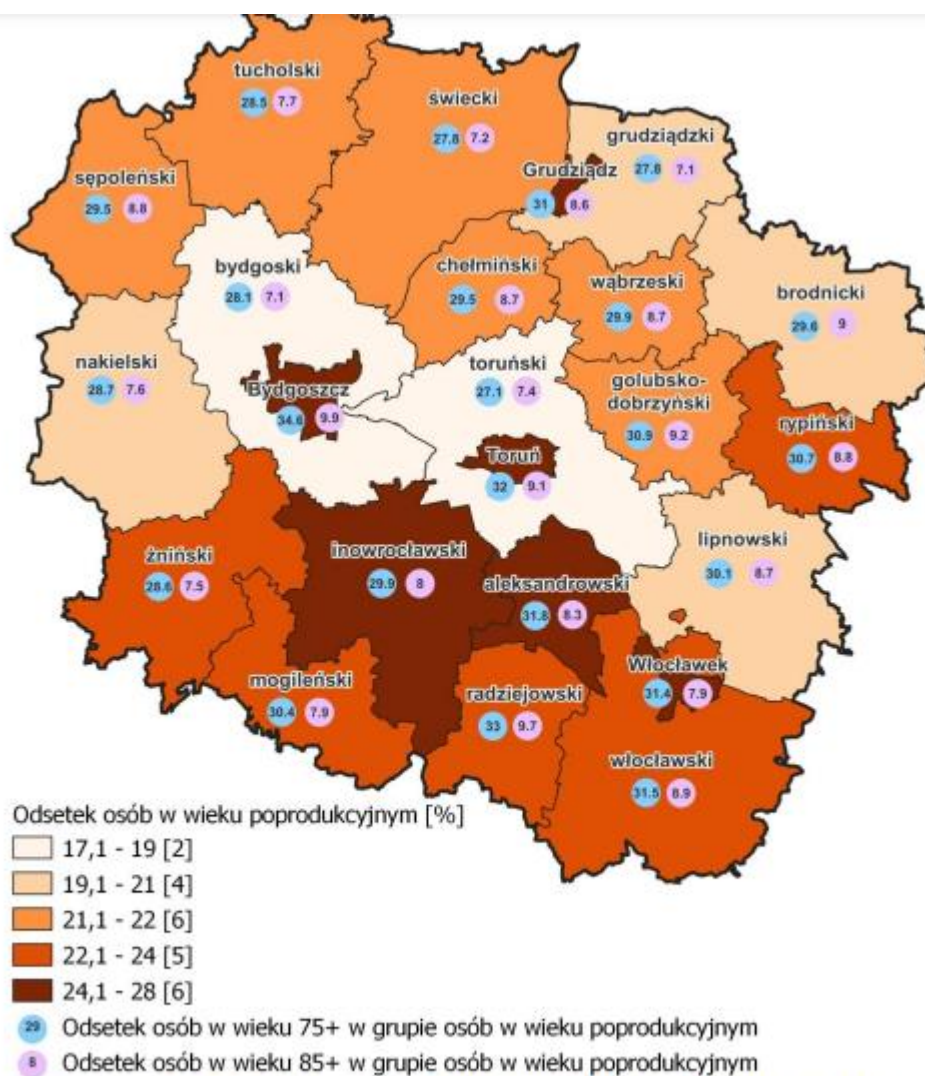 tucholski
28.5 7.7
świecki
27.8 7.2
grudziądzki
27.8 7.1
Grudziądz
31 8.6
sępoleński
29.5 8.8
bydgoski
28.1 7.1
chełmiński
29.5 8.7
wąbrzeski
29.9 8.7
brodnicki
29.6 9
nakielski
28.7 7.6
Bydgoszcz
34.6 9.9
toruński
27.1 7.4
golubsko-
dobrzyński
30.9 9.2
rypiński
30.7 8.8
Toruń
32 9.1
żniński
28.6 7.5
inowrocławski
29.9 8
aleksandrowski
31.8 8.3
lipnowski
30.1 8.7
mogileński
30.4 7.9
radziejowski
33 9.7
Włocławek
31.4 7.9
włocławski
31.5 8.9
Odsetek osób w wieku poprodukcyjnym [%]
17,1 - 19 [2]
19,1 - 21 [4]
21,1 - 22 [6]
22,1 - 24 [5]
24,1 - 28 [6]
29 Odsetek osób w wieku 75+ w grupie osób w wieku poprodukcyjnym
8 Odsetek osób w wieku 85+ w grupie osób w wieku poprodukcyjnym